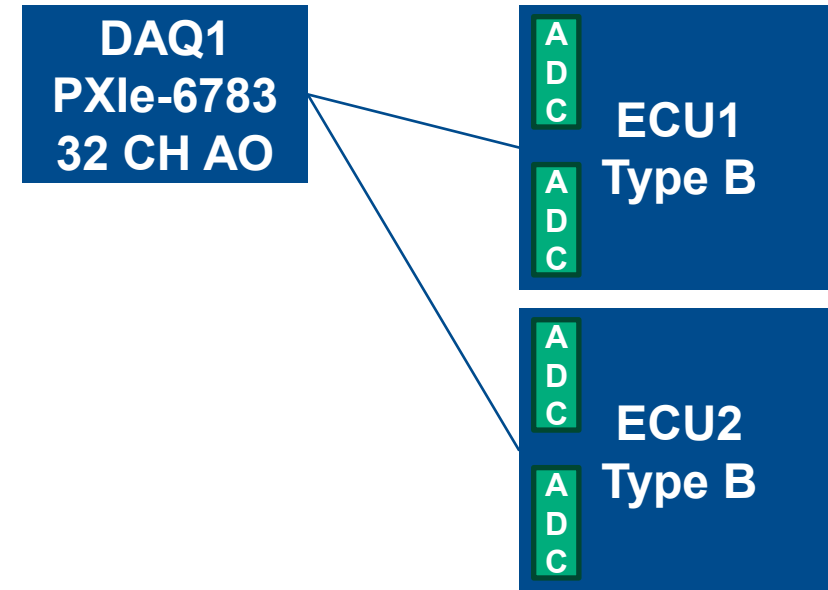 DAQ1
PXIe-6783
32 CH AO
A
D
C
A
D
C
ECU1
Type B
A
D
C
A
D
C
ECU2
Type B